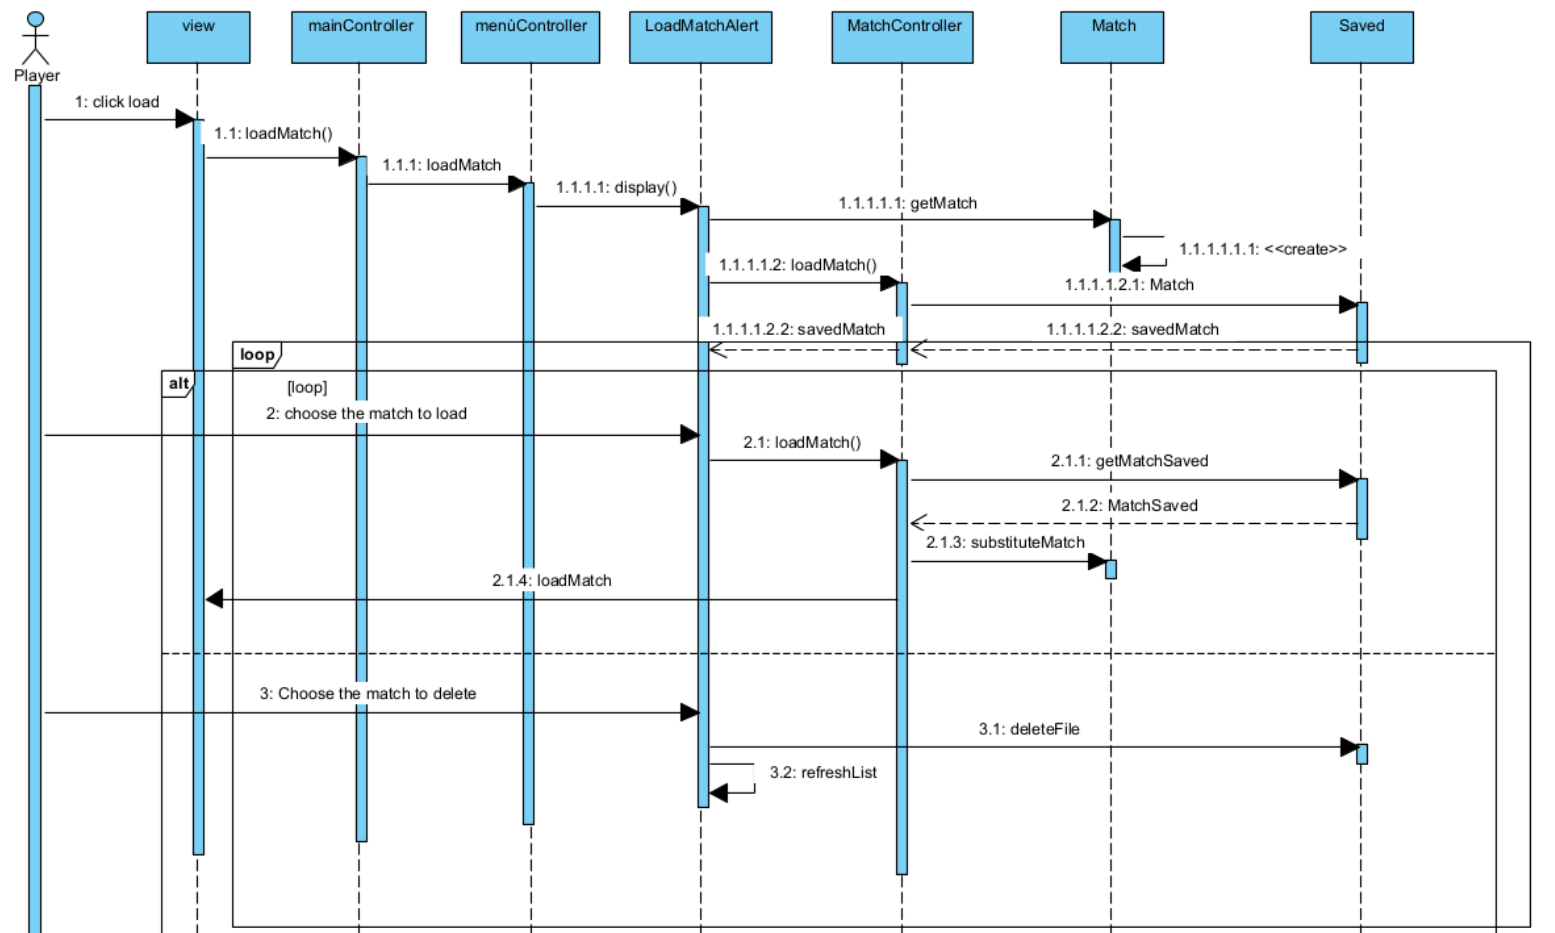 view
mainController
menùController
LoadMatchAlert
MatchController
Match
Saved
Player
1: click load
1.1: loadMatch()
1.1.1: loadMatch
1.1.1.1: display()
1.1.1.1.1: getMatch
1.1.1.1.1.1: <<create>>
1.1.1.1.2: loadMatch()
1.1.1.1.2.1: Match
1.1.1.1.2.2: savedMatch
1.1.1.1.2.2: savedMatch
loop
alt
[loop]
2: choose the match to load
2.1: loadMatch()
2.1.1: getMatchSaved
2.1.2: MatchSaved
2.1.3: substituteMatch
2.1.4: loadMatch
3: Choose the match to delete
3.1: deleteFile
3.2: refreshList